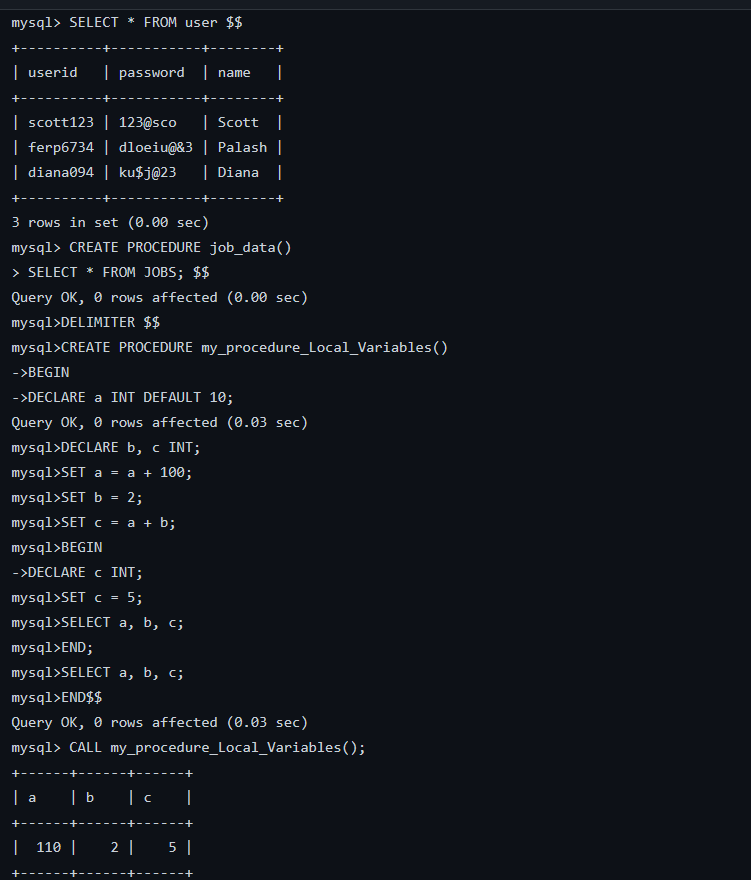 mysql> SELECT * FROM user $$
+----------+-----------+--------+
| userid   | password  | name   |
+----------+-----------+--------+
| scott123 | 123@sco   | Scott  |
| ferp6734 | dloeiu@&3 | Palash |
| diana094 | ku$j@23   | Diana  |
+----------+-----------+--------+
3 rows in set (0.00 sec)
mysql> CREATE PROCEDURE job_data()
> SELECT * FROM JOBS; $$
Query OK, 0 rows affected (0.00 sec)
mysql>DELIMITER $$
mysql>CREATE PROCEDURE my_procedure_Local_Variables()
->BEGIN
->DECLARE a INT DEFAULT 10;
Query OK, 0 rows affected (0.03 sec)
mysql>DECLARE b, c INT;
mysql>SET a = a + 100;
mysql>SET b = 2;
mysql>SET c = a + b;
mysql>BEGIN
->DECLARE c INT;
mysql>SET c = 5;
mysql>SELECT a, b, c;
mysql>END;
mysql>SELECT a, b, c;
mysql>END$$
Query OK, 0 rows affected (0.03 sec)
mysql> CALL my_procedure_Local_Variables();
+------+------+------+
| a    | b    | c    |
+------+------+------+
|  110 |    2 |    5 |
+------+------+------+